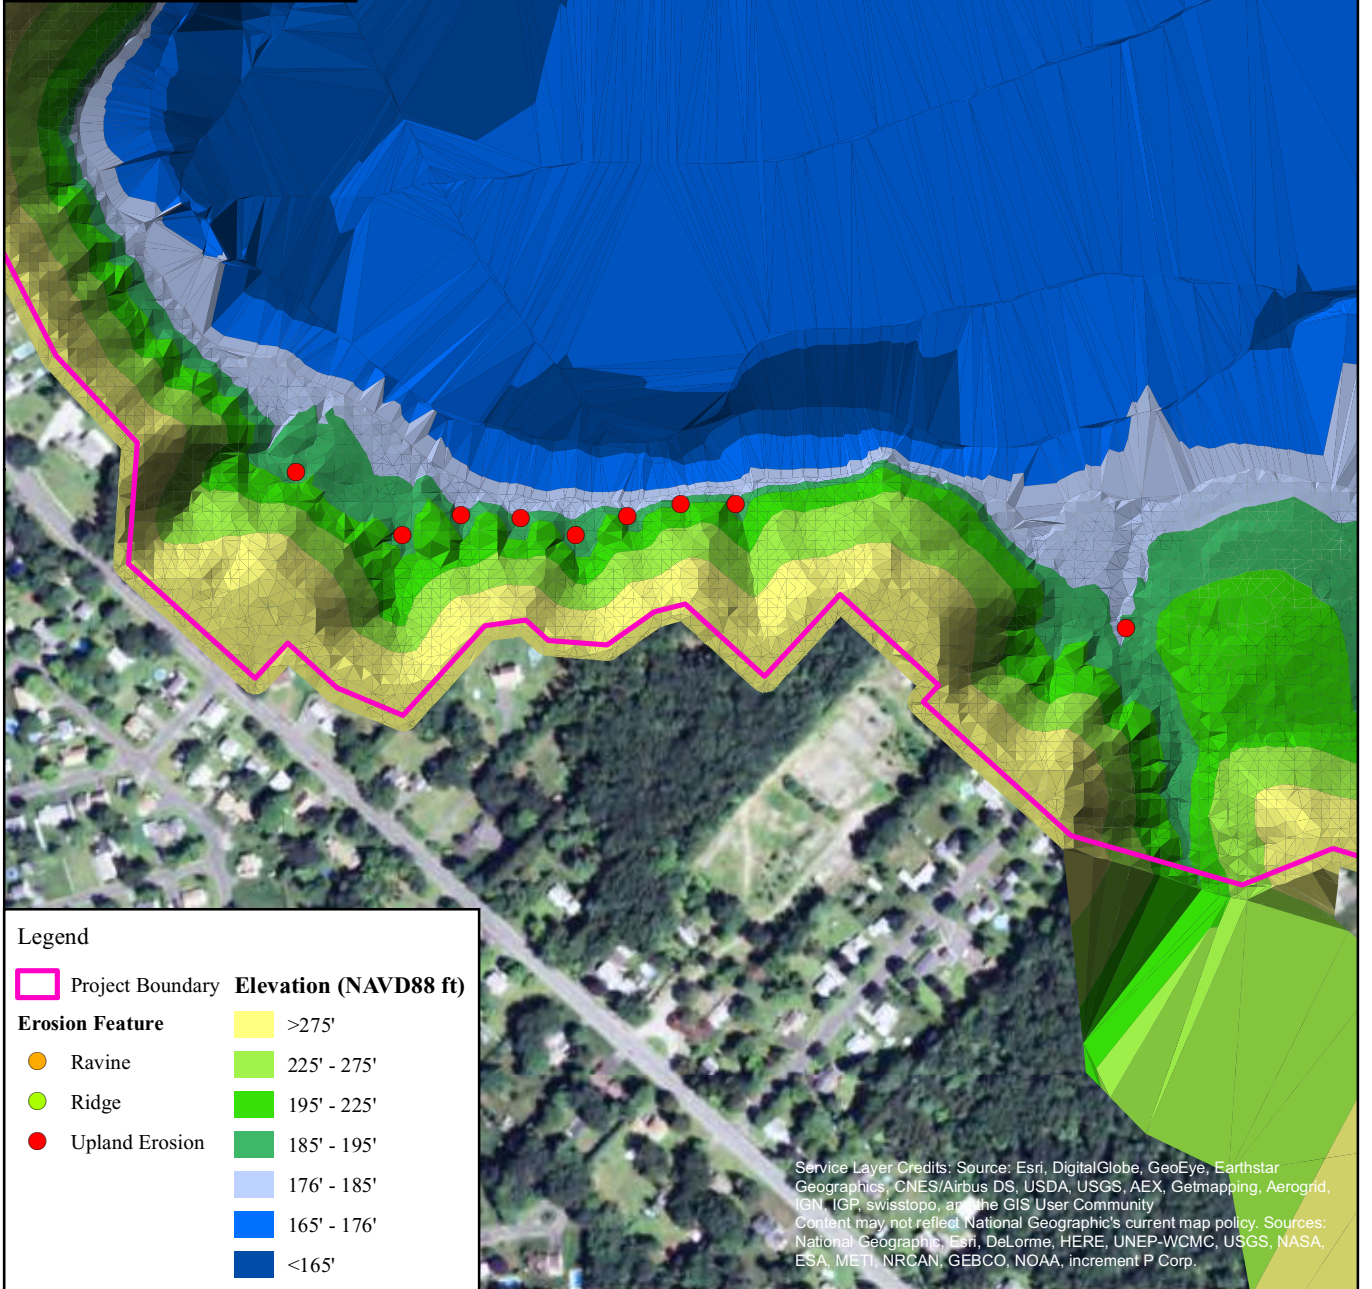 Legend
Project Boundary
Erosion Feature
Ravine
Ridge
Upland Erosion
Elevation (NAVD88 ft)
>275'
225' - 275'
195' - 225'
185' - 195'
176' - 185'
165' - 176'
<165'
Service Layer Credits: Source: Esri, DigitalGlobe, GeoEye, Earthstar
Geographics, CNES/Airbus DS, USDA, USGS, AEX, Getmapping, Aerogrid,
IGN, IGP, swisstopo, and the GIS User Community
Content may not reflect National Geographic's current map policy. Sources:
National Geographic, Esri, DeLorme, HERE, UNEP-WCMC, USGS, NASA,
ESA, METI, NRCAN, GEBCO, NOAA, increment P Corp.